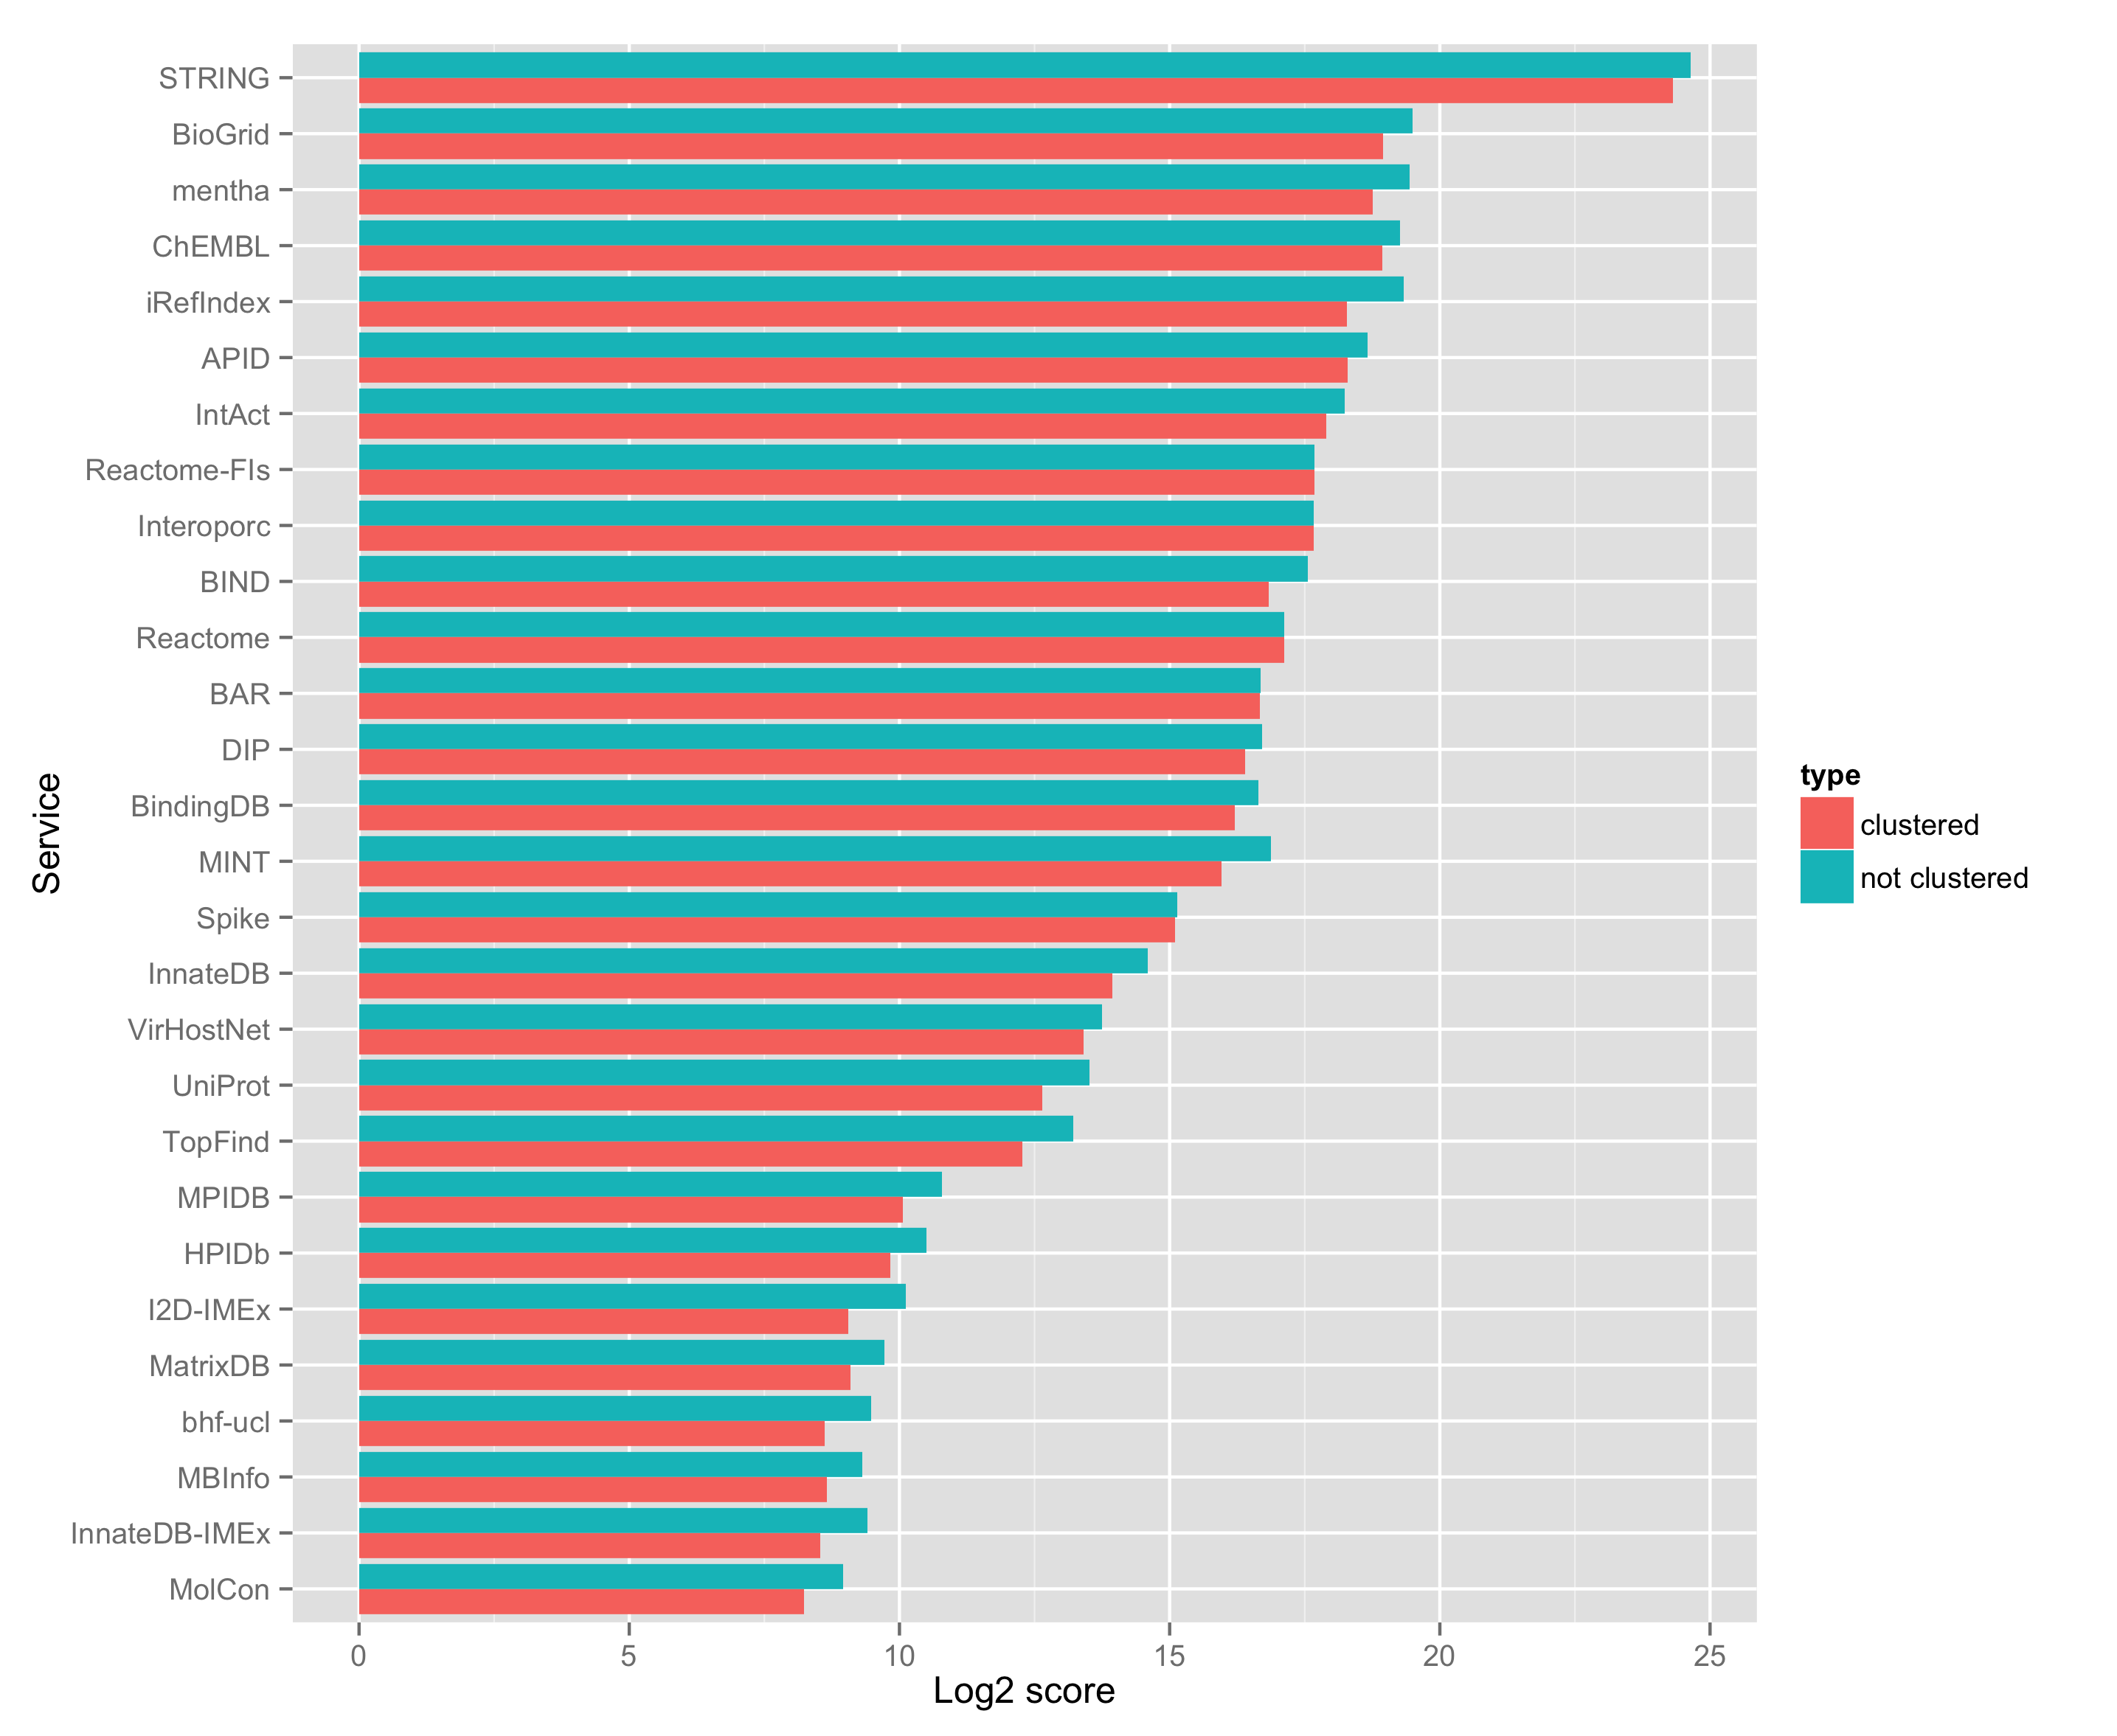 STRING
BioGrid
mentha
ChEMBL
iRefIndex
APID
IntAct
Reactome-FIs
Interoporc
BIND
Reactome
BAR
DIP
BindingDB
MINT
Spike
InnateDB
VirHostNet
UniProt
TopFind
MPIDB
HPIDb
I2D-IMEx
MatrixDB
bhf-ucl
MBInfo
InnateDB-IMEx
MolCon
Service
0 5 10 15 20 25
Log2 score
type
clustered
not clustered